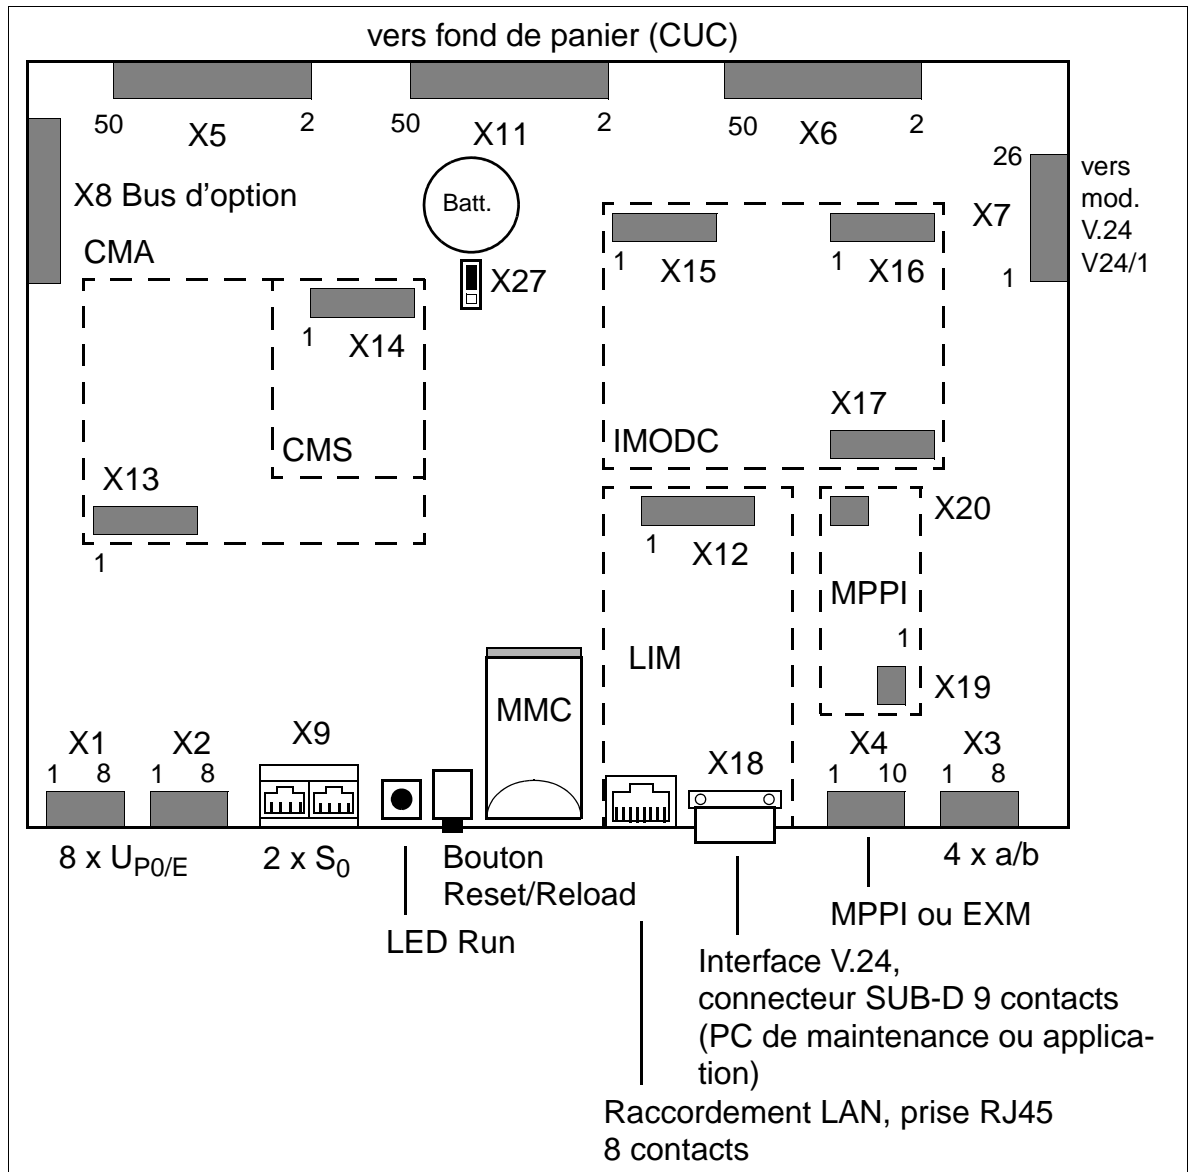 vers fond de panier (CUC)
50 X5 2
50 X11 2
50 X6 2
X8 Bus d'option
Batt.
26
X7
1
vers
mod.
V.24
V24/1
CMA
X27
1 X15
1 X16
1 X14
CMS
X17
IMODC
X13
1
X20
1 X12
MPPI
1
X19
LIM
MMC
X1
1 8
X2
1 8
X9
X18
X4
1 10
X3
1 8
8 x UP0/E
2 x S0
Bouton
Reset/Reload
LED Run
4 x a/b
MPPI ou EXM
Interface V.24,
connecteur SUB-D 9 contacts
(PC de maintenance ou applica-
tion)
Raccordement LAN, prise RJ45
8 contacts